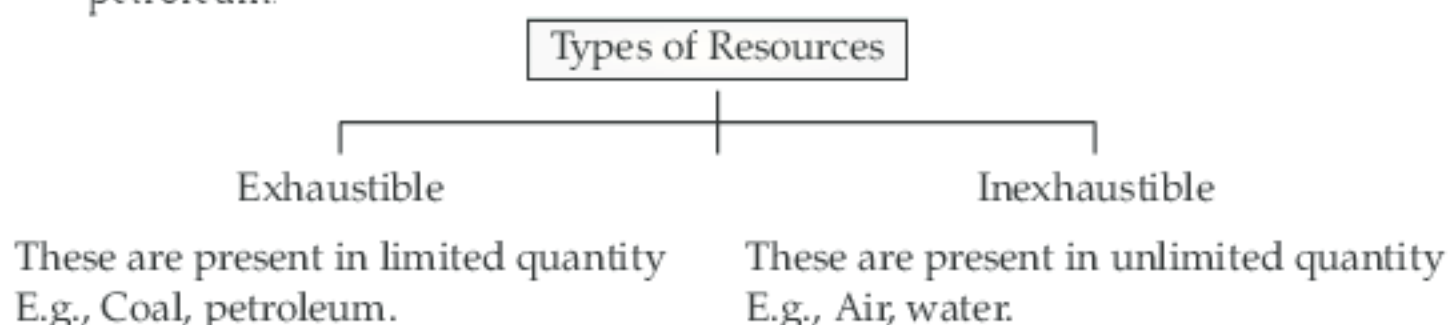 petroleum.
Types of Resources
Exhaustible
Inexhaustible
These are present in limited quantity
E.g., Coal, petroleum.
These are present in unlimited quantity
E.g., Air, water.